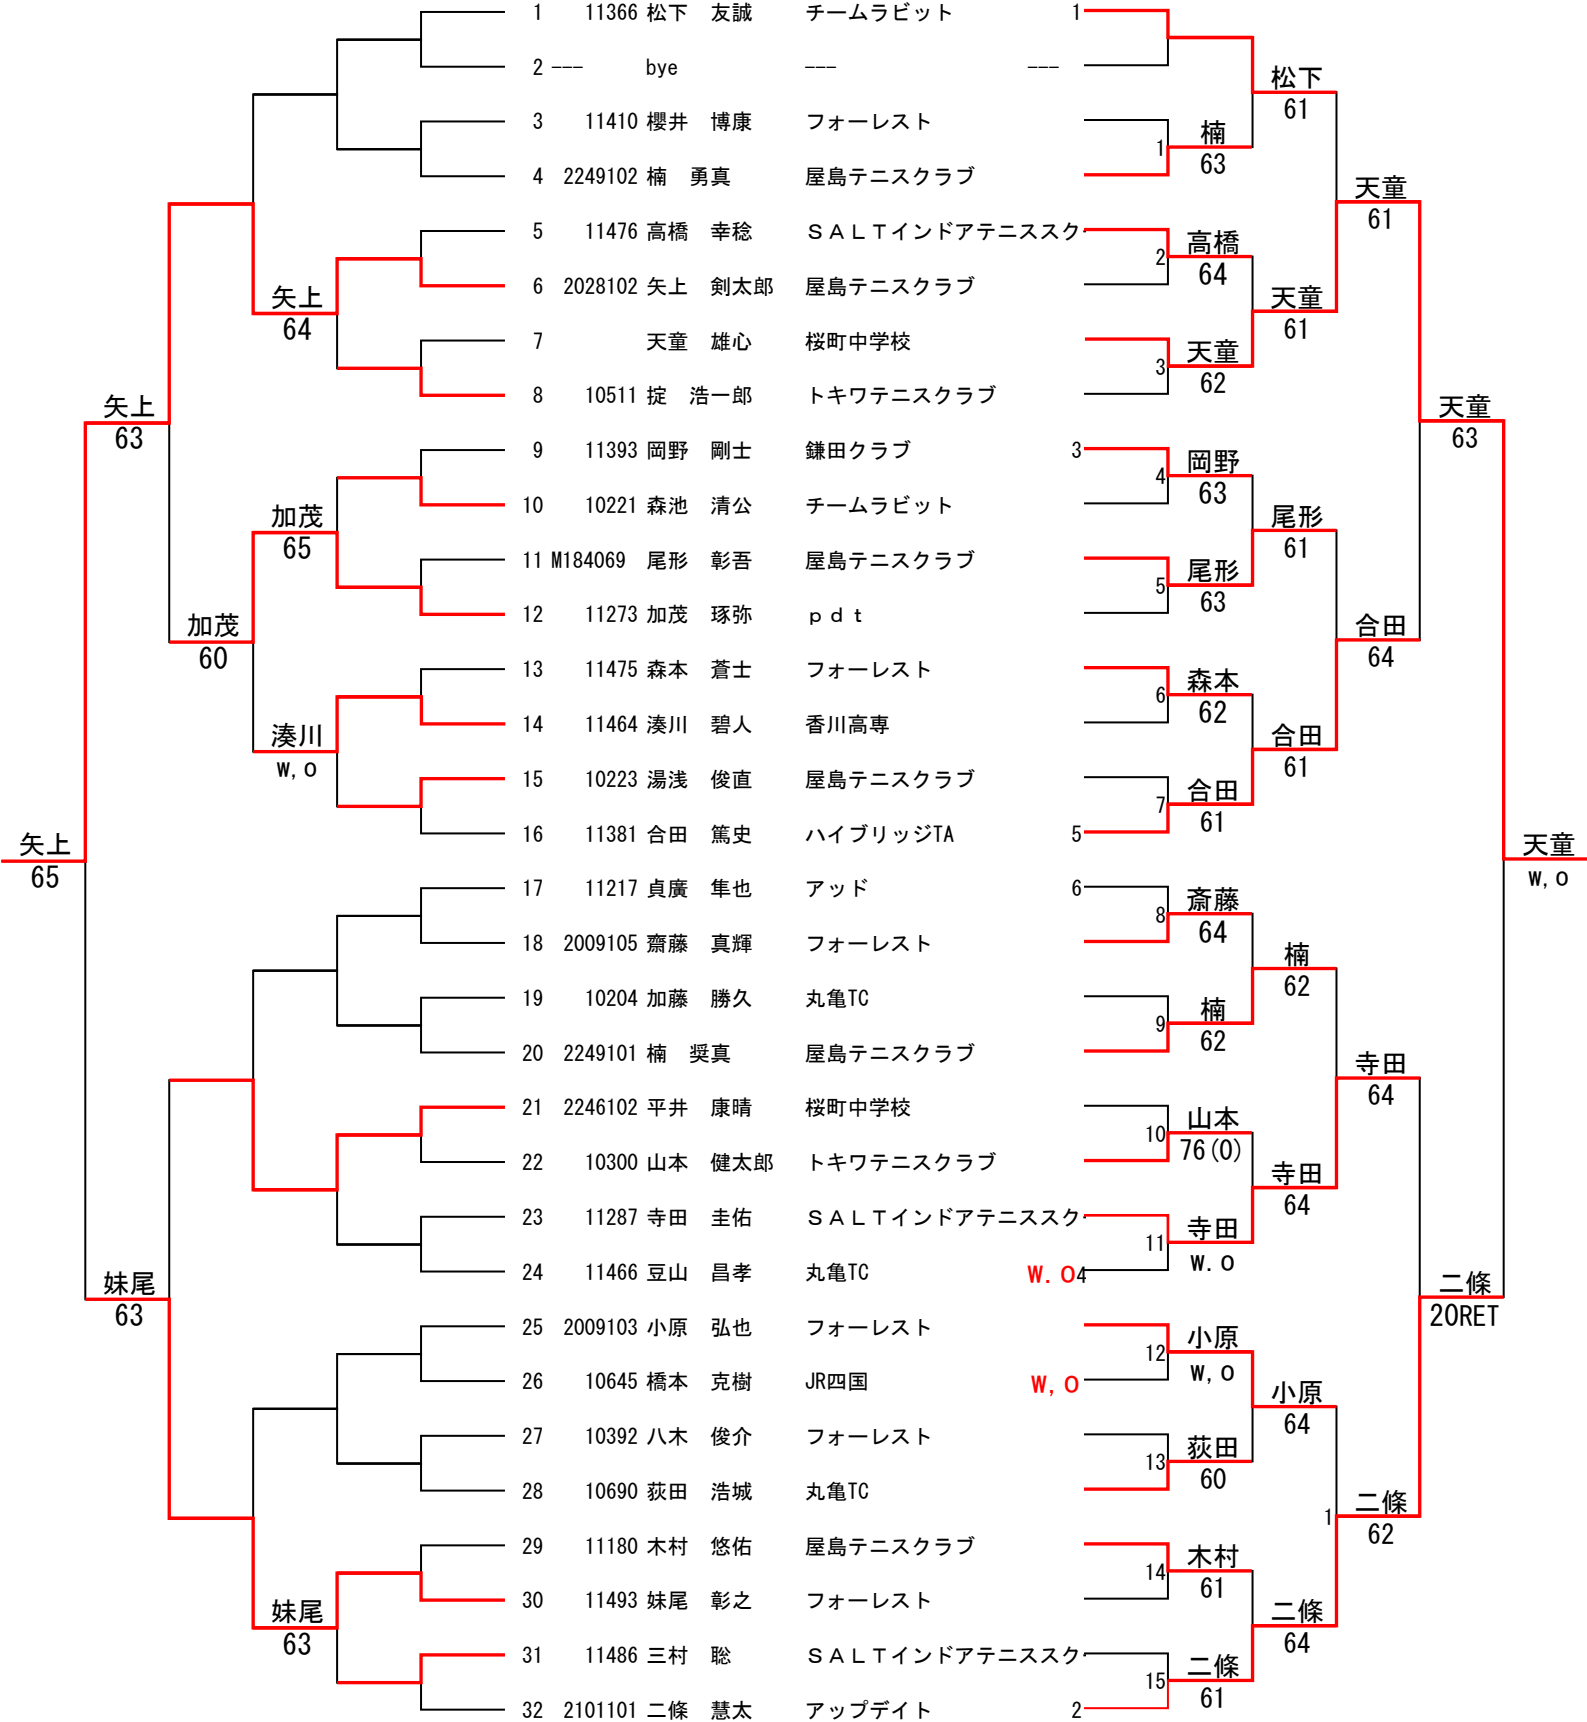 1 11366 松下 友誠 チームラビット 1
2 --- bye --- ---
松下
61
3 11410 櫻井 博康 フォーレスト
楠
1
63
4 2249102 楠 勇真 屋島テニスクラブ
天童
61
5 11476 高橋 幸稔 ＳＡＬＴインドアテニススク
高橋
2
64
6 2028102 矢上 剣太郎 屋島テニスクラブ
矢上
64
天童
61
7 天童 雄心 桜町中学校
天童
3
62
8 10511 掟 浩一郎 トキワテニスクラブ
矢上
63
天童
63
9 11393 岡野 剛士 鎌田クラブ 3
岡野
4
63
10 10221 森池 清公 チームラビット
加茂
65
尾形
61
11 M184069 尾形 彰吾 屋島テニスクラブ
尾形
5
63
12 11273 加茂 琢弥 ｐｄｔ
加茂
60
合田
64
13 11475 森本 蒼士 フォーレスト
森本
6
62
14 11464 湊川 碧人 香川高専
湊川
w,o
合田
61
15 10223 湯浅 俊直 屋島テニスクラブ
合田
7
61
16 11381 合田 篤史 ハイブリッジTA 5
矢上
65
天童
w,o
17 11217 貞廣 隼也 アッド 6
斎藤
8
64
18 2009105 齋藤 真輝 フォーレスト
楠
62
19 10204 加藤 勝久 丸亀TC
楠
9
62
20 2249101 楠 奨真 屋島テニスクラブ
寺田
64
21 2246102 平井 康晴 桜町中学校
山本
10
76(0)
22 10300 山本 健太郎 トキワテニスクラブ
寺田
64
23 11287 寺田 圭佑 ＳＡＬＴインドアテニススク
寺田
11
w.o
24 11466 豆山 昌孝 丸亀TC W.O 4
妹尾
63
二條
20RET
25 2009103 小原 弘也 フォーレスト
小原
12
w,o
26 10645 橋本 克樹 JR四国 W,O
小原
64
27 10392 八木 俊介 フォーレスト
荻田
13
60
28 10690 荻田 浩城 丸亀TC
二條
1
62
29 11180 木村 悠佑 屋島テニスクラブ
木村
14
61
30 11493 妹尾 彰之 フォーレスト
妹尾
63
二條
64
31 11486 三村 聡 ＳＡＬＴインドアテニススク
二條
15
61
32 2101101 二條 慧太 アップデイト 2